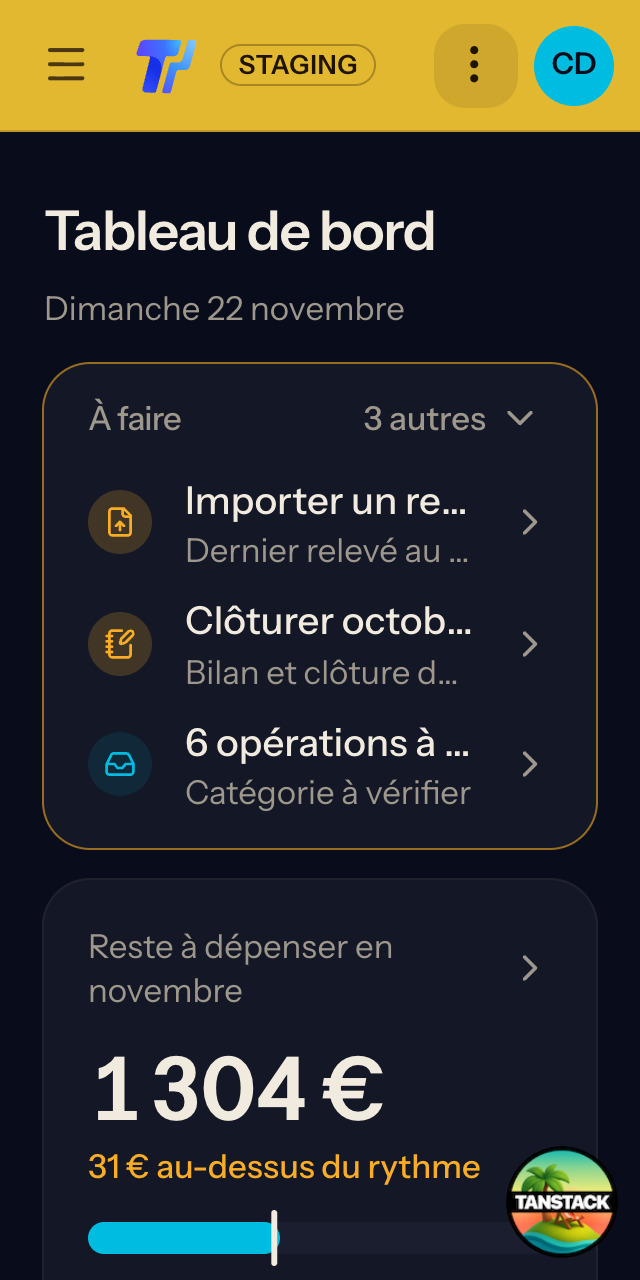 STAGING
CD
Tableau de bord
Dimanche 22 novembre
À faire
3 autres
Importer un re...
Dernier relevé au ...
Clôturer octob...
Bilan et clôture d...
6 opérations à ...
Catégorie à vérifier
Reste à dépenser en
novembre
1 304 €
31 € au-dessus du rythme
TANSTACK